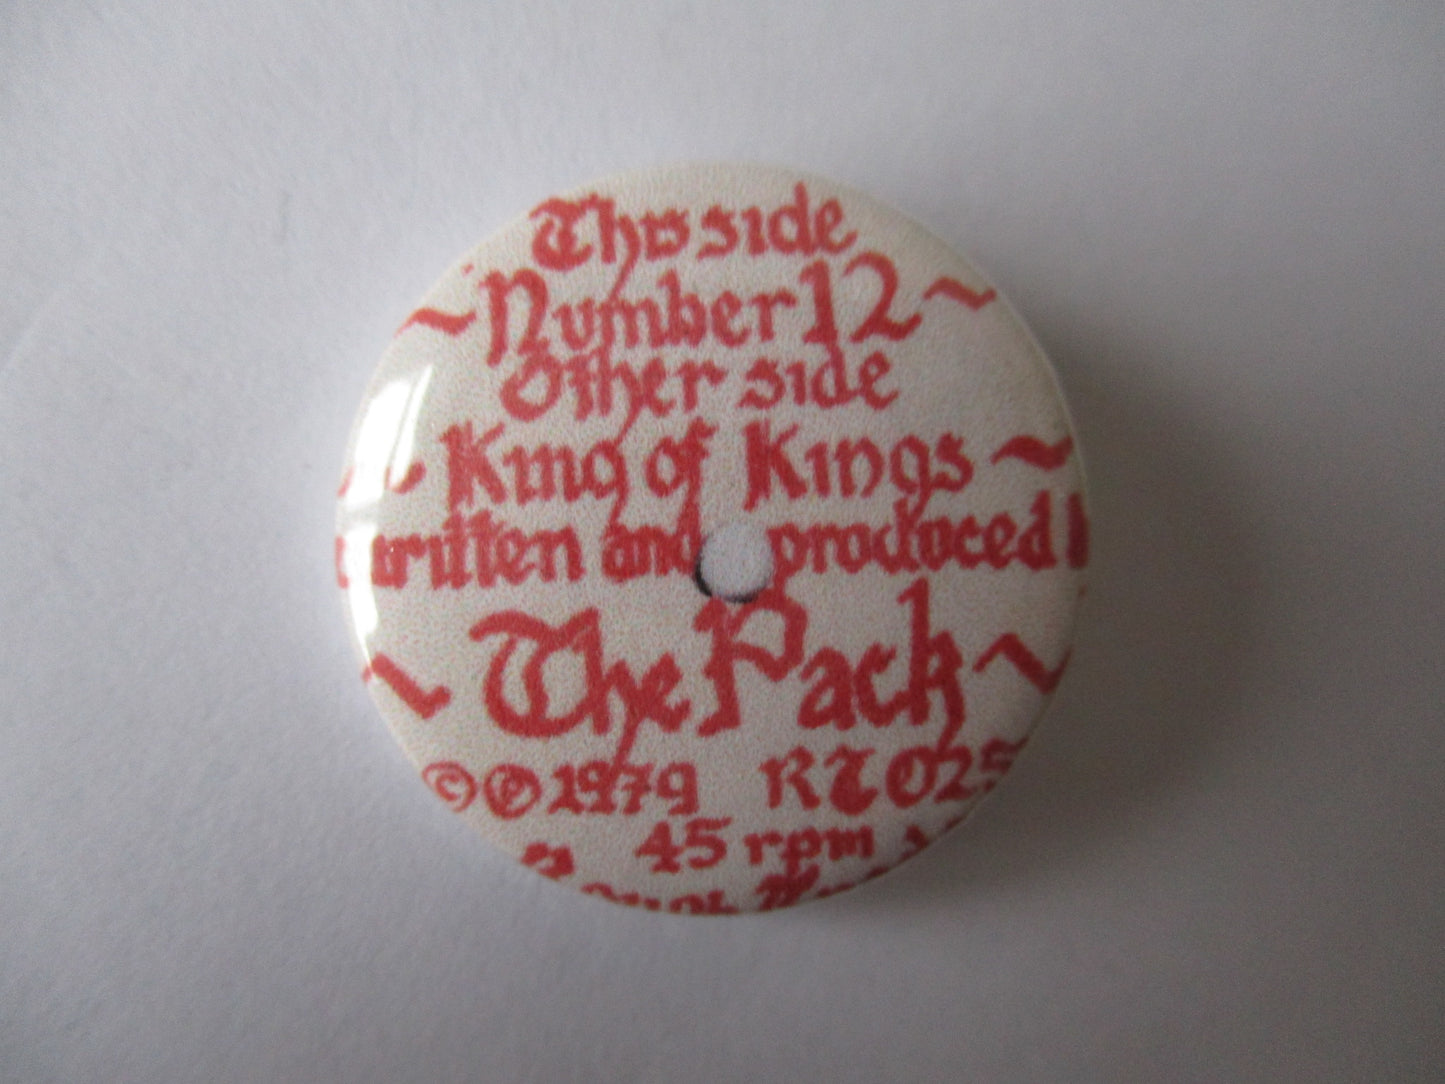 This side
~ Number 12 ~
Other side
~ King of Kings ~
written and produced
~ The Pack ~
© ℗ 1979 RT 025
45 rpm